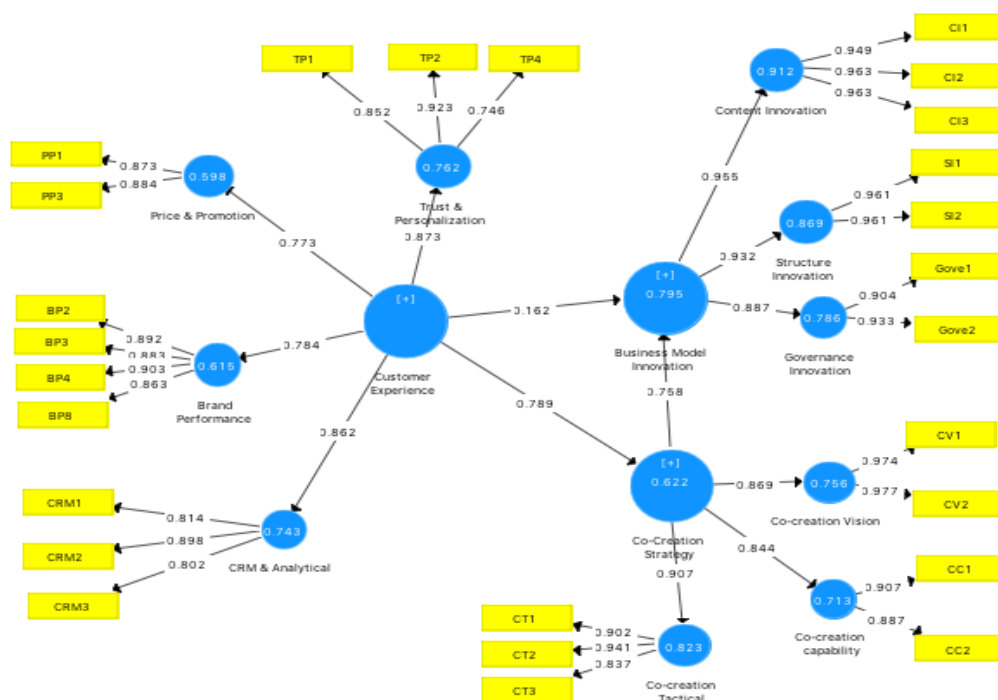 CI1
0.949
0.912
0.963
CI2
0.963
Content Innovation
CI3
TP1
TP2
TP4
0.852
0.923
0.746
0.762
Trust &
Personalization
0.873
PP1
0.873
0.884
PP3
0.598
Price & Promotion
0.773
0.955
SI1
0.961
0.869
0.961
SI2
Structure
Innovation
0.932
[+]
0.795
Business Model
Innovation
0.887
Gove1
0.904
0.786
0.933
Gove2
Governance
Innovation
[+]
Customer
Experience
0.162
BP2
0.892
BP3
0.883
BP4
0.903
0.863
BP8
0.615
Brand
Performance
0.784
0.789
0.758
0.862
[+]
0.622
Co-Creation
Strategy
0.869
CV1
0.974
0.756
0.977
CV2
Co-creation Vision
CRM1
0.814
CRM2
0.898
0.802
CRM3
0.743
CRM & Analytical
0.844
0.907
CC1
0.907
0.713
0.887
CC2
Co-creation
capability
CT1
0.902
CT2
0.941
0.837
CT3
0.823
Co-creation
Tactical